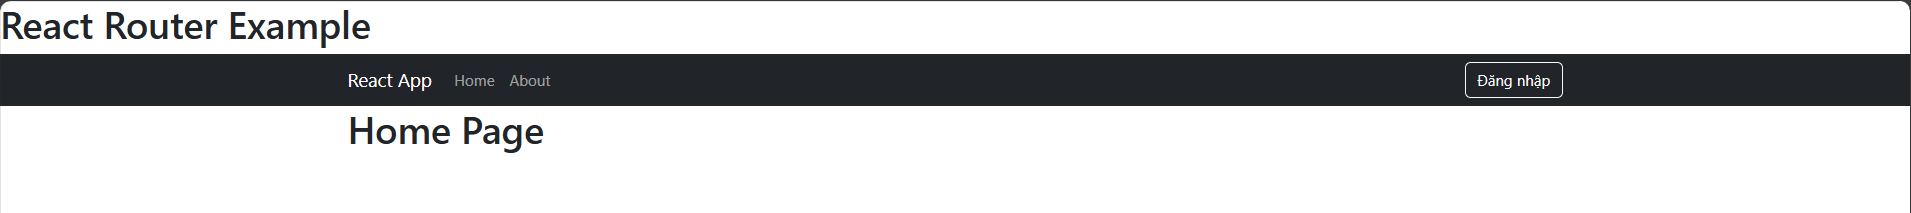 React Router Example
React App Home About Đăng nhập
Home Page